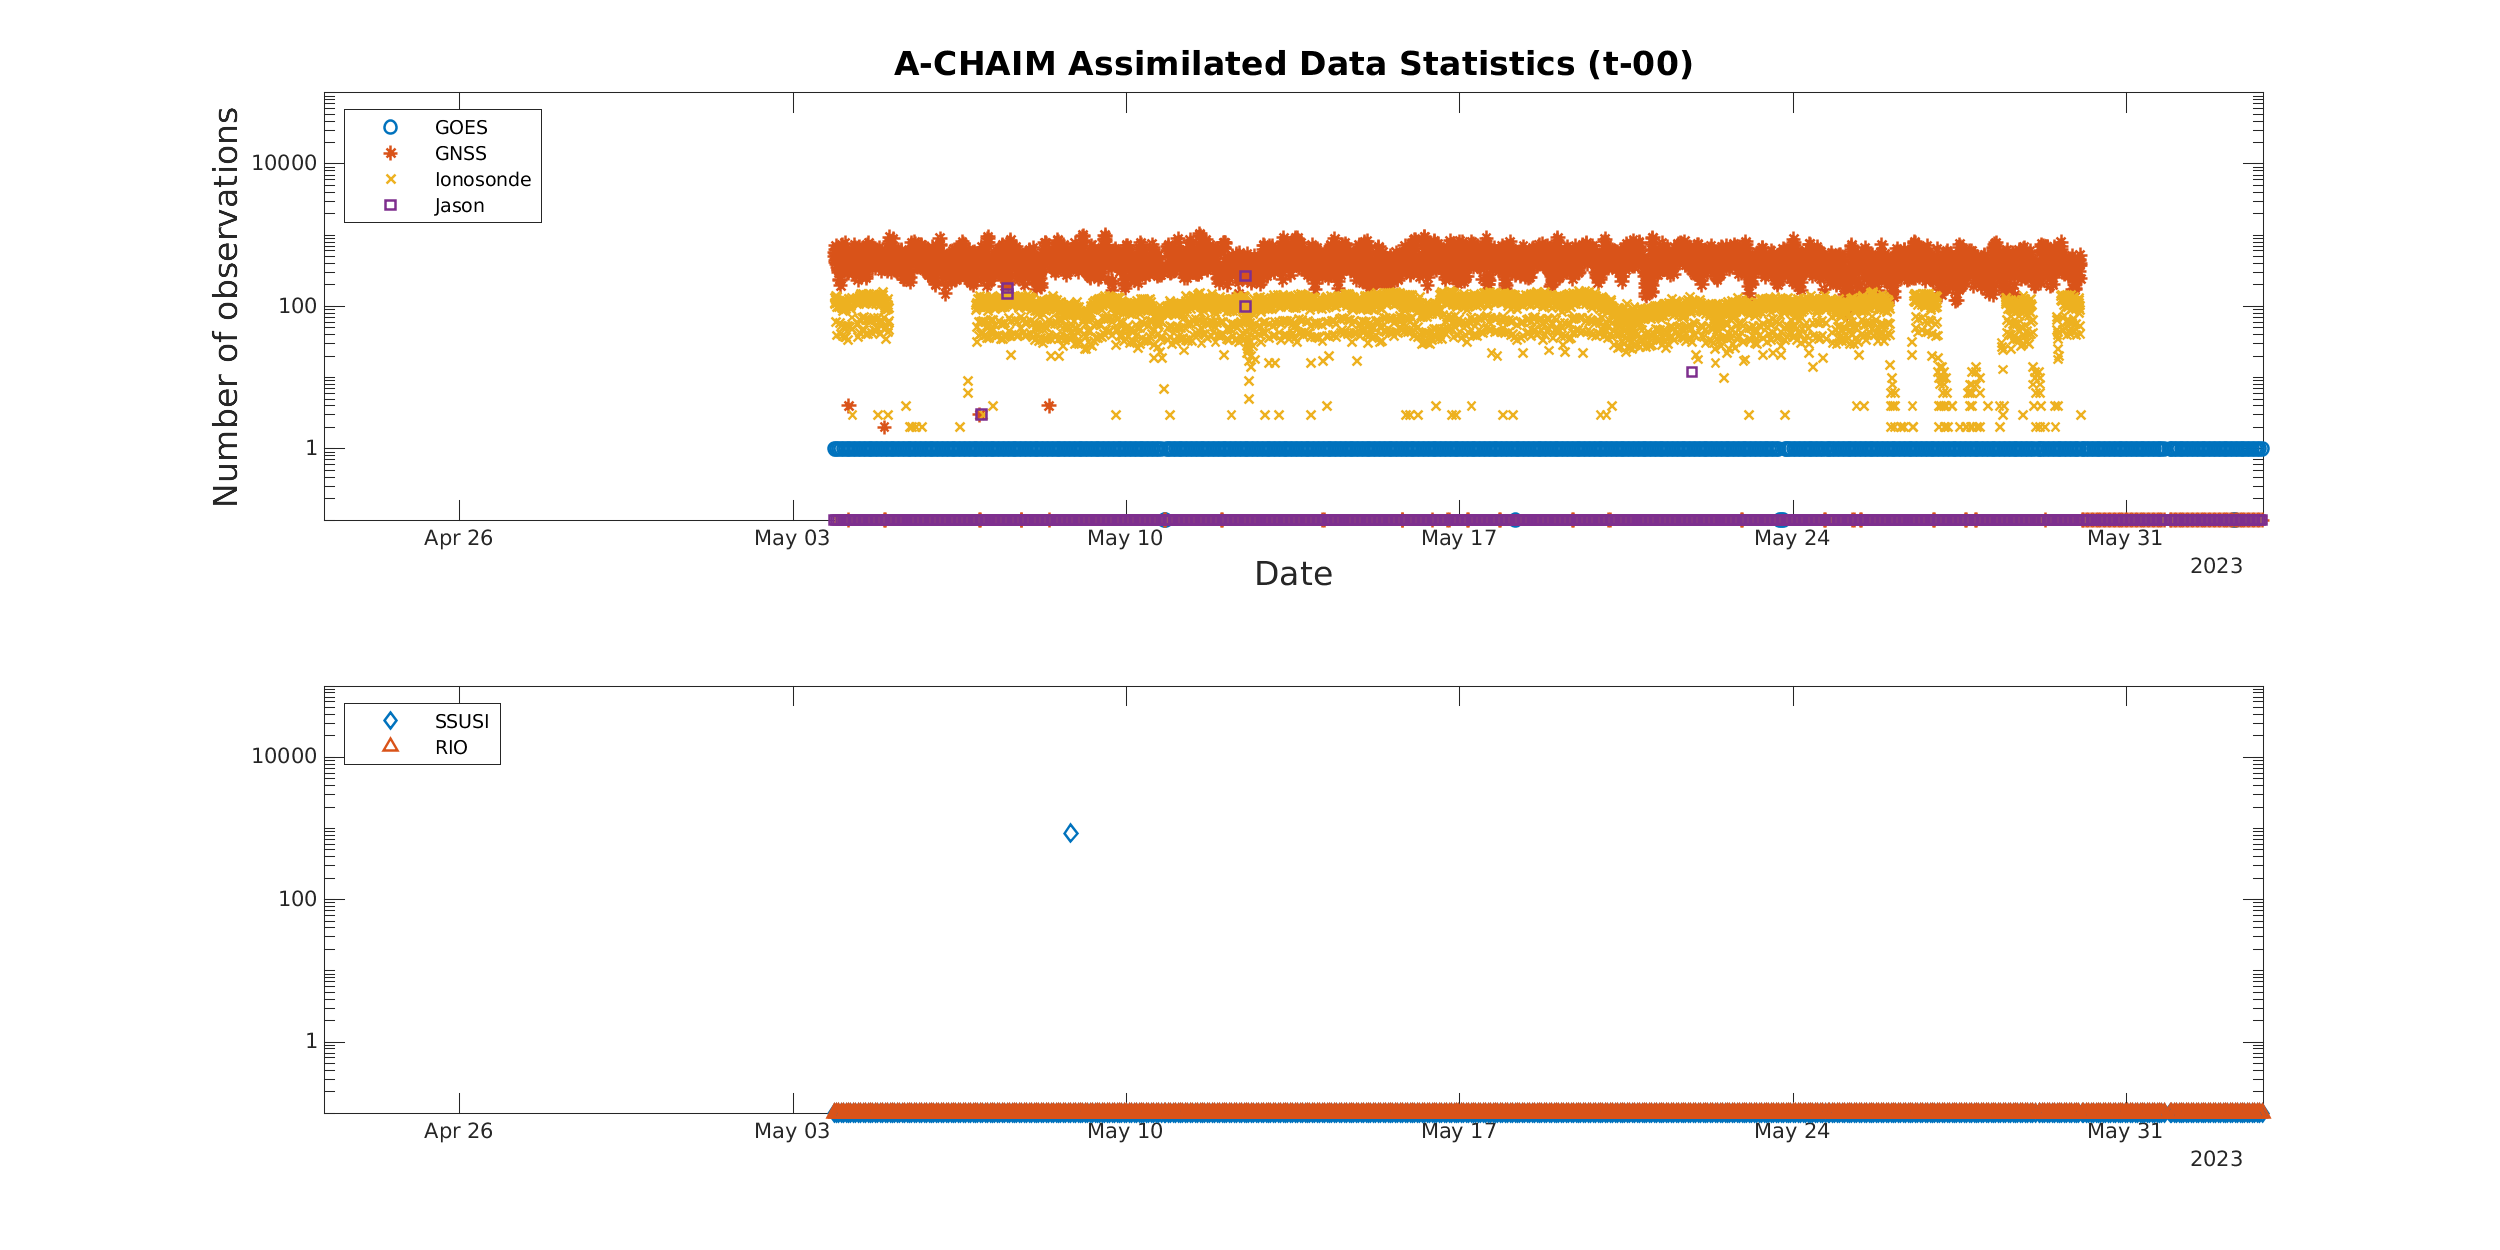 A-CHAIM Assimilated Data Statistics (t-00)
Number of observations
GOES
GNSS
Ionosonde
Jason
10000
100
1
Apr 26 May 03 May 10 May 17 May 24 May 31
2023
Date
SSUSI
RIO
10000
100
1
Apr 26 May 03 May 10 May 17 May 24 May 31
2023